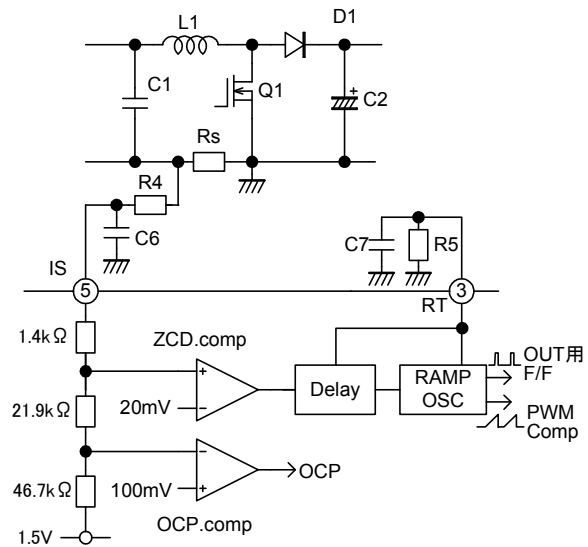 L1
D1
C1
Q1
+
C2
Rs
R4
C6
C7
R5
IS
5
3
RT
1.4kΩ
ZCD.comp
+
20mV
−
Delay
RAMP
OSC
OUT用
F/F
PWM
Comp
21.9kΩ
−
100mV
+
OCP
OCP.comp
46.7kΩ
1.5V